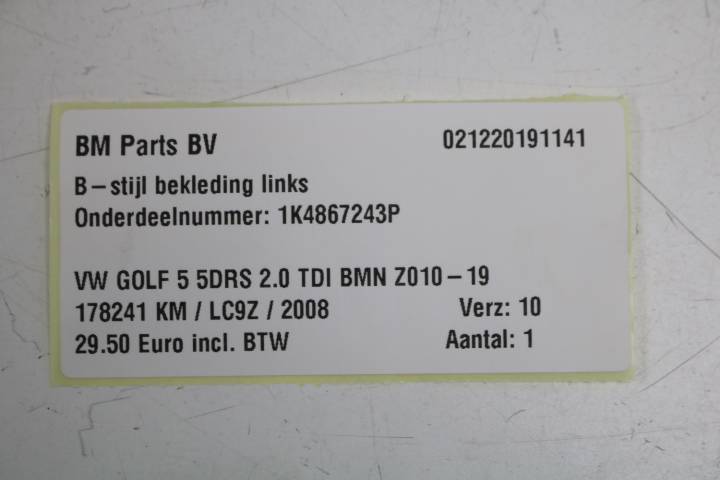 BM Parts BV 021220191141
B-stijl bekleding links
Onderdeelnummer: 1K4867243P
VW GOLF 5 5DRS 2.0 TDI BMN Z010-19
178241 KM / LC9Z / 2008 Verz: 10
29.50 Euro incl. BTW Aantal: 1